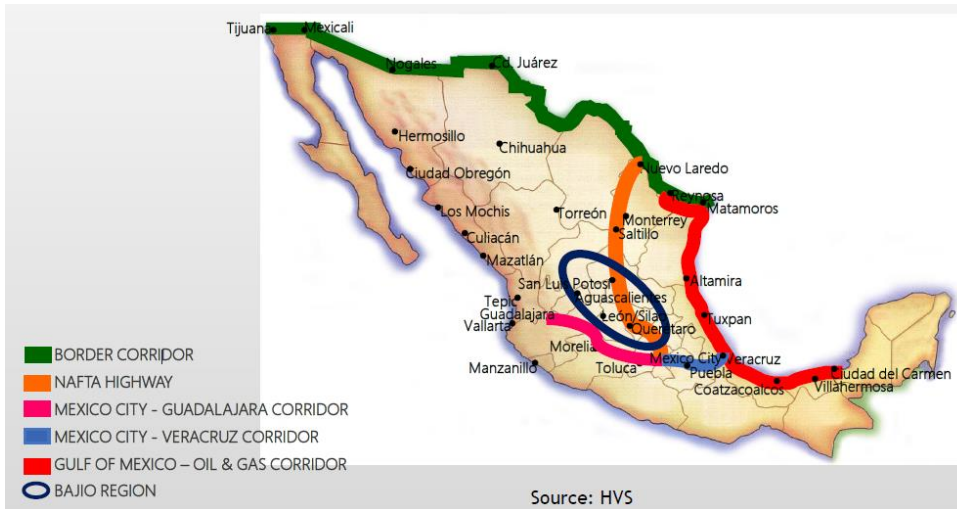 Tijuana
Mexicali
Nogales
Cd. Juárez
Hermosillo
Chihuahua
Ciudad Obregón
Nuevo Laredo
Reynosa
Los Mochis
Torreón
Monterrey
Matamoros
Culiacán
Saltillo
Mazatlán
San Luis Potosí
Altamira
Tepic
Aguascalientes
Guadalajara
León/Silao
Tuxpan
Vallarta
Querétaro
Morelia
Mexico City
Veracruz
Manzanillo
Toluca
Puebla
Ciudad del Carmen
Coatzacoalcos
Villahermosa
BORDER CORRIDOR
NAFTA HIGHWAY
MEXICO CITY - GUADALAJARA CORRIDOR
MEXICO CITY - VERACRUZ CORRIDOR
GULF OF MEXICO – OIL & GAS CORRIDOR
BAJIO REGION
Source: HVS